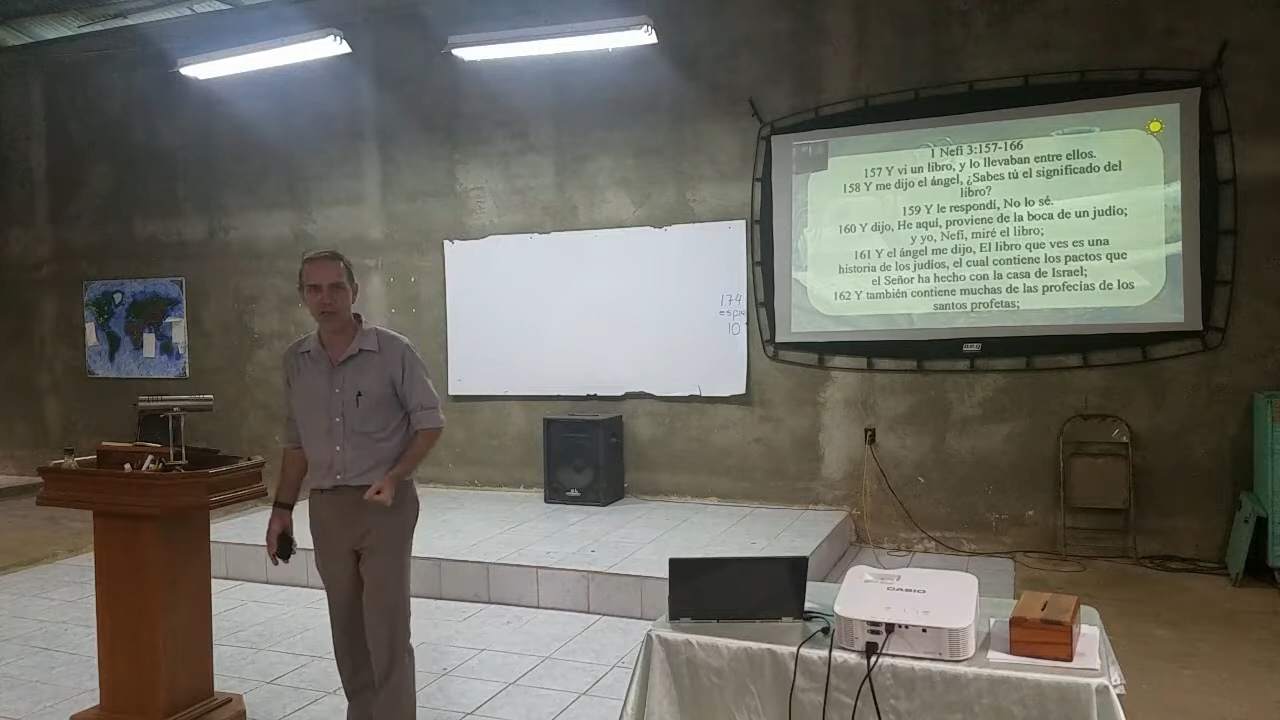 1 Nefi 3:157-166
157 Y vi un libro, y lo llevaban entre ellos.
158 Y me dijo el ángel, ¿Sabes tú el significado del
libro?
159 Y le respondí, No lo sé.
160 Y dijo, He aquí, proviene de la boca de un judio;
y yo, Nefi, miré el libro;
161 Y el ángel me dijo, El libro que ves es una
historia de los judíos, el cual contiene los pactos que
el Señor ha hecho con la casa de Israel;
162 Y también contiene muchas de las profecías de los
santos profetas;
174
10
CASIO